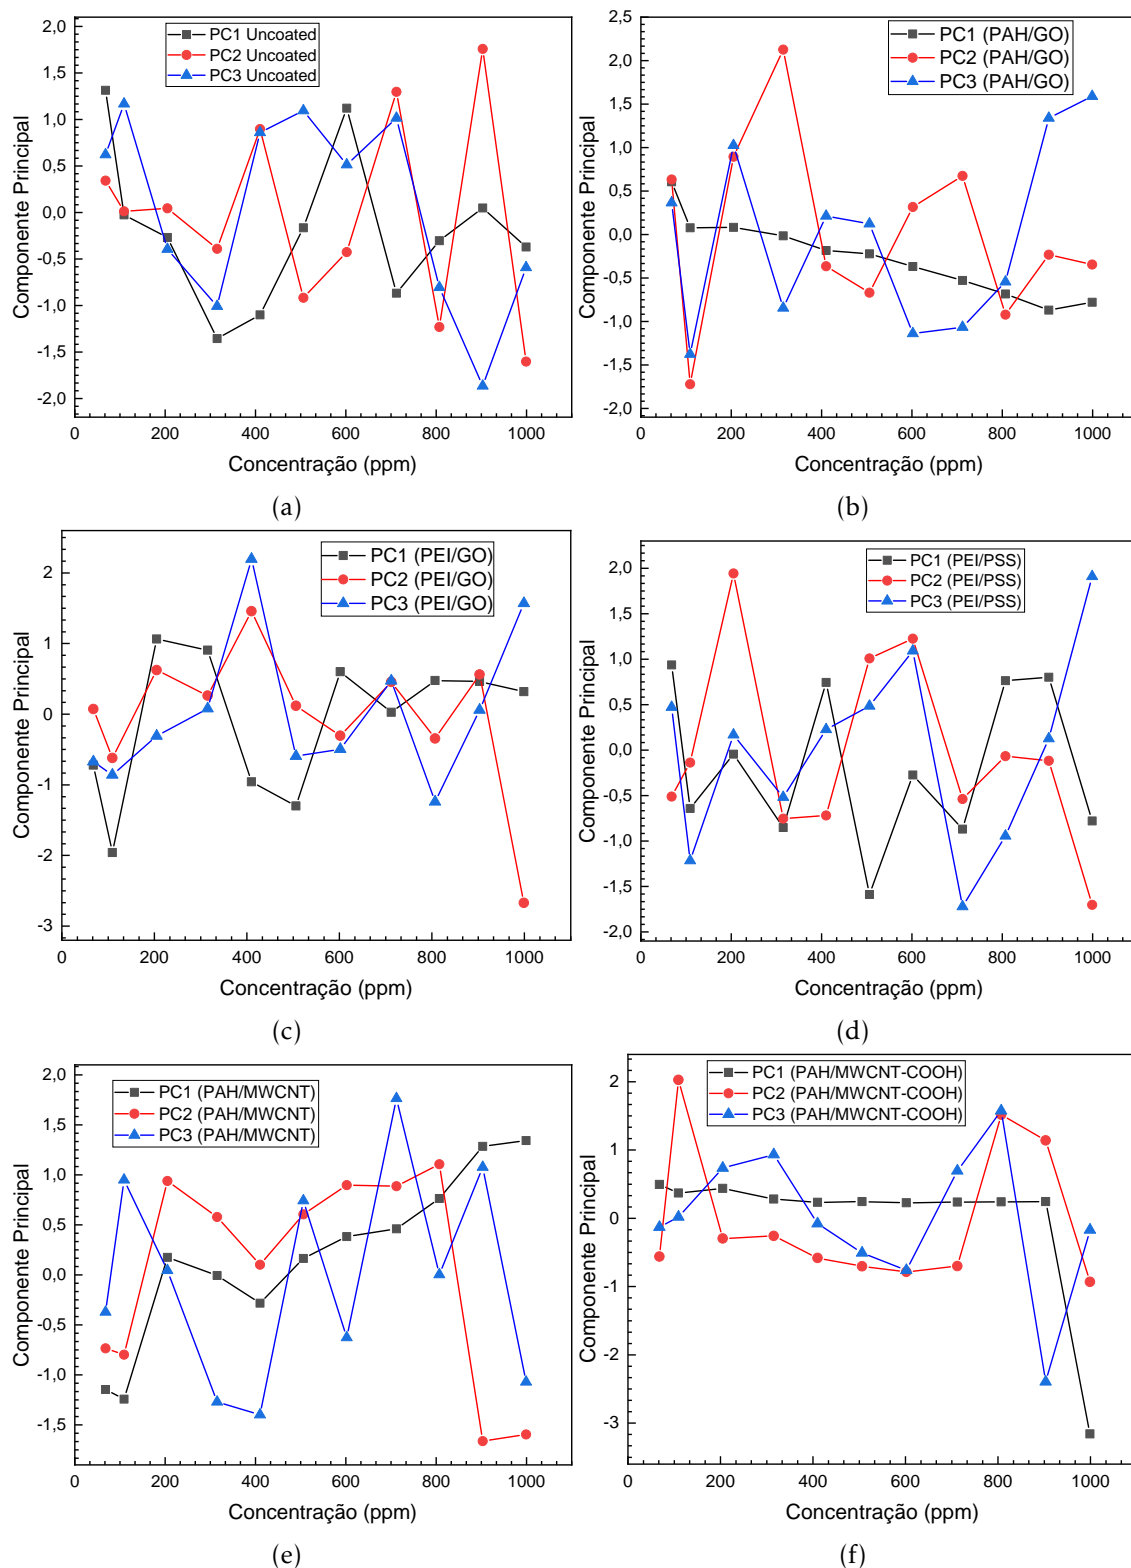 PC1 Uncoated
PC2 Uncoated
PC3 Uncoated
2,0
1,5
1,0
0,5
0,0
-0,5
-1,0
-1,5
-2,0
Componente Principal
0 200 400 600 800 1000
Concentração (ppm)
(a)
PC1 (PAH/GO)
PC2 (PAH/GO)
PC3 (PAH/GO)
2,5
2,0
1,5
1,0
0,5
0,0
-0,5
-1,0
-1,5
-2,0
Componente Principal
0 200 400 600 800 1000
Concentração (ppm)
(b)
PC1 (PEI/GO)
PC2 (PEI/GO)
PC3 (PEI/GO)
2
1
0
-1
-2
-3
Componente Principal
0 200 400 600 800 1000
Concentração (ppm)
(c)
PC1 (PEI/PSS)
PC2 (PEI/PSS)
PC3 (PEI/PSS)
2,0
1,5
1,0
0,5
0,0
-0,5
-1,0
-1,5
-2,0
Componente Principal
0 200 400 600 800 1000
Concentração (ppm)
(d)
PC1 (PAH/MWCNT)
PC2 (PAH/MWCNT)
PC3 (PAH/MWCNT)
2,0
1,5
1,0
0,5
0,0
-0,5
-1,0
-1,5
Componente Principal
0 200 400 600 800 1000
Concentração (ppm)
(e)
PC1 (PAH/MWCNT-COOH)
PC2 (PAH/MWCNT-COOH)
PC3 (PAH/MWCNT-COOH)
2
1
0
-1
-2
-3
Componente Principal
0 200 400 600 800 1000
Concentração (ppm)
(f)